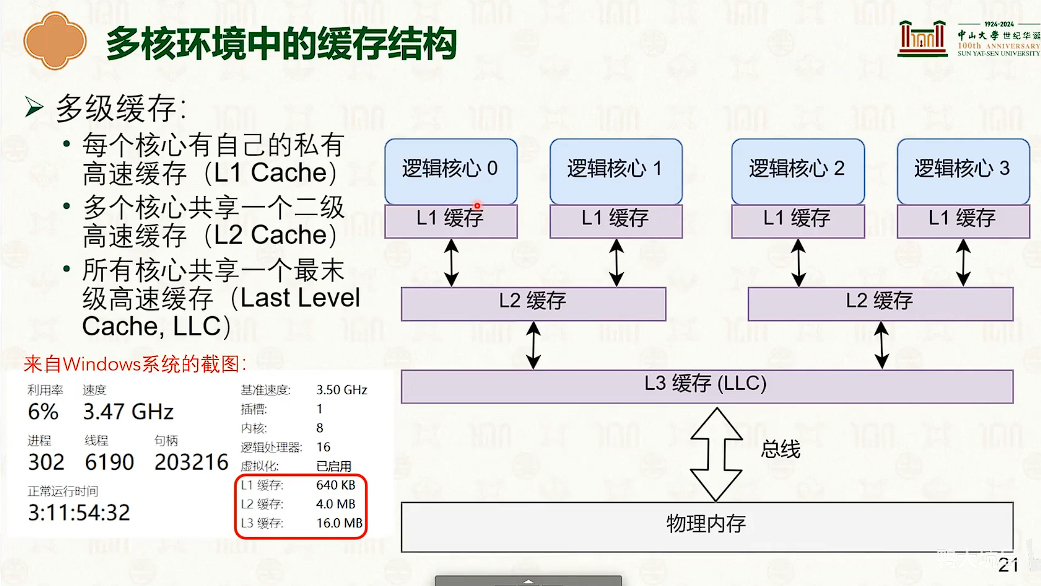 多核环境中的缓存结构
1924-2024
中山大学 世纪华诞
100th ANNIVERSARY
SUN YAT-SEN UNIVERSITY
➢ 多级缓存：
• 每个核心有自己的私有
高速缓存（L1 Cache）
• 多个核心共享一个二级
高速缓存（L2 Cache）
• 所有核心共享一个最末
级高速缓存（Last Level
Cache, LLC）
来自Windows系统的截图：
利用率 速度
6% 3.47 GHz
进程 线程 句柄
302 6190 203216
正常运行时间
3:11:54:32
基准速度: 3.50 GHz
插槽: 1
内核: 8
逻辑处理器: 16
虚拟化: 已启用
L1 缓存: 640 KB
L2 缓存: 4.0 MB
L3 缓存: 16.0 MB
逻辑核心 0 逻辑核心 1 逻辑核心 2 逻辑核心 3
L1 缓存 L1 缓存 L1 缓存 L1 缓存
L2 缓存 L2 缓存
L3 缓存 (LLC)
总线
物理内存
21